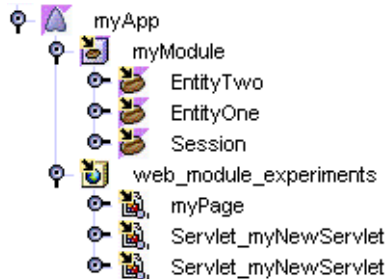 myApp
myModule
EntityTwo
EntityOne
Session
web_module_experiments
myPage
Servlet_myNewServlet
Servlet_myNewServlet